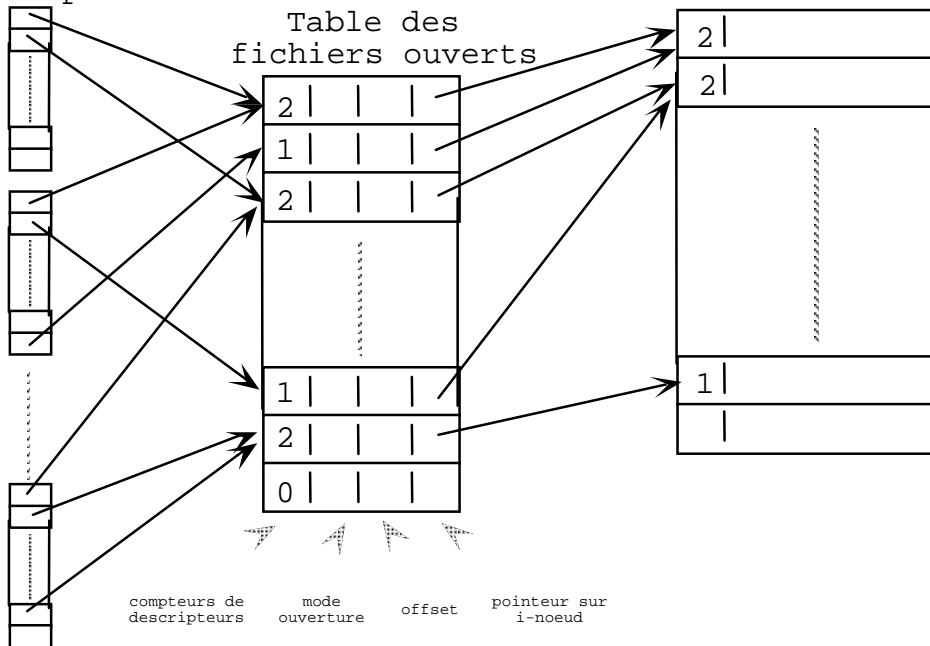 Table des
fichiers ouverts
2
1
2
1
2
0
2
2
1
compteurs de
descripteurs
mode
ouverture
offset
pointeur sur
i-noeud